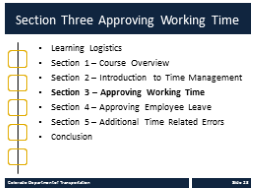 Section Three Approving Working Time
• Learning Logistics
• Section 1 – Course Overview
• Section 2 – Introduction to Time Management
• Section 3 – Approving Working Time
• Section 4 – Approving Employee Leave
• Section 5 – Additional Time Related Errors
• Conclusion
Colorado Department of Transportation
Slide 23